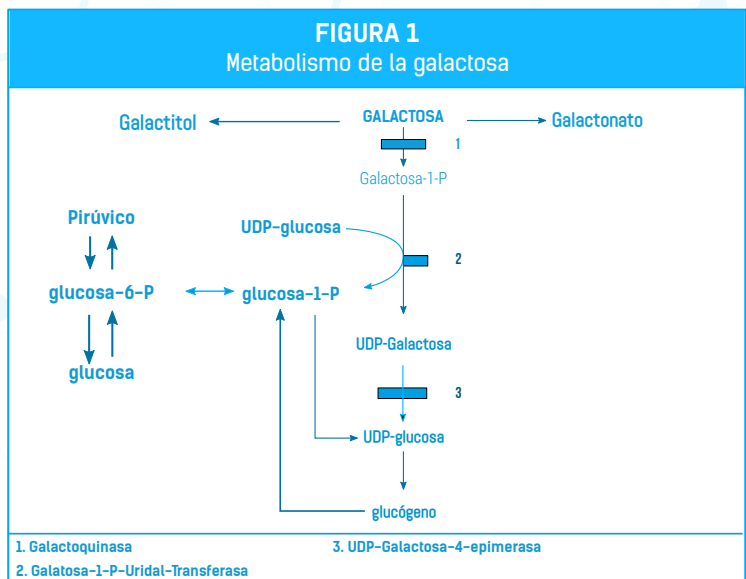 FIGURA 1
Metabolismo de la galactosa
Galactitol
GALACTOSA
Galactonato
1
Galactosa-1-P
Pirúvico
UDP-glucosa
2
glucosa-6-P
glucosa-1-P
UDP-Galactosa
glucosa
3
UDP-glucosa
glucógeno
1. Galactoquinasa
3. UDP-Galactosa-4-epimerasa
2. Galatosa-1-P-Uridal-Transferasa